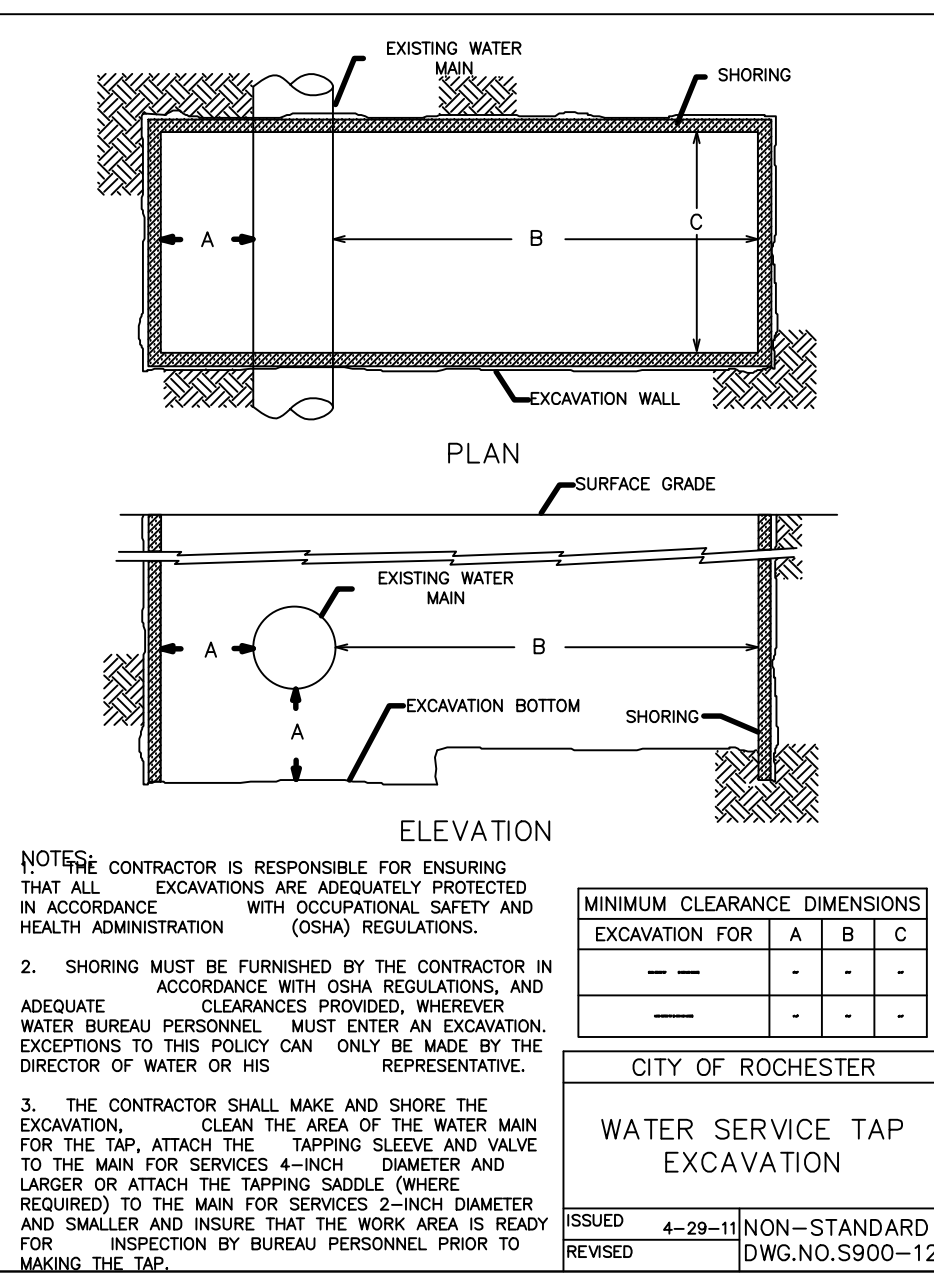 EXISTING WATER
MAIN
SHORING
A
B
C
EXCAVATION WALL
PLAN
SURFACE GRADE
EXISTING WATER
MAIN
A
B
A
EXCAVATION BOTTOM
SHORING
ELEVATION
NOTES:
1. THE CONTRACTOR IS RESPONSIBLE FOR ENSURING
THAT ALL EXCAVATIONS ARE ADEQUATELY PROTECTED
IN ACCORDANCE WITH OCCUPATIONAL SAFETY AND
HEALTH ADMINISTRATION (OSHA) REGULATIONS.
2. SHORING MUST BE FURNISHED BY THE CONTRACTOR IN
ACCORDANCE WITH OSHA REGULATIONS, AND
ADEQUATE CLEARANCES PROVIDED, WHEREVER
WATER BUREAU PERSONNEL MUST ENTER AN EXCAVATION.
EXCEPTIONS TO THIS POLICY CAN ONLY BE MADE BY THE
DIRECTOR OF WATER OR HIS REPRESENTATIVE.
3. THE CONTRACTOR SHALL MAKE AND SHORE THE
EXCAVATION, CLEAN THE AREA OF THE WATER MAIN
FOR THE TAP, ATTACH THE TAPPING SLEEVE AND VALVE
TO THE MAIN FOR SERVICES 4-INCH DIAMETER AND
LARGER OR ATTACH THE TAPPING SADDLE (WHERE
REQUIRED) TO THE MAIN FOR SERVICES 2-INCH DIAMETER
AND SMALLER AND INSURE THAT THE WORK AREA IS READY
FOR INSPECTION BY BUREAU PERSONNEL PRIOR TO
MAKING THE TAP.
MINIMUM CLEARANCE DIMENSIONS
EXCAVATION FOR A B C
CITY OF ROCHESTER
WATER SERVICE TAP
EXCAVATION
ISSUED 4-29-11
REVISED
NON-STANDARD
DWG.NO.S900-12